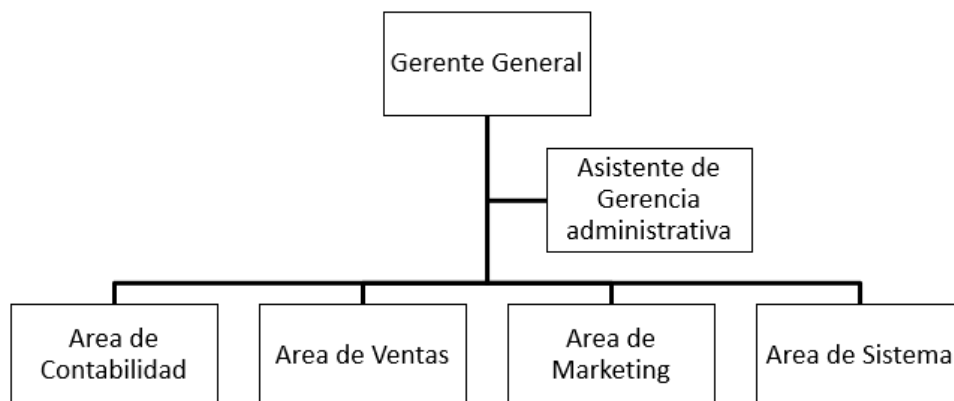 Gerente General
Asistente de
Gerencia
administrativa
Area de
Contabilidad
Area de Ventas
Area de
Marketing
Area de Sistema